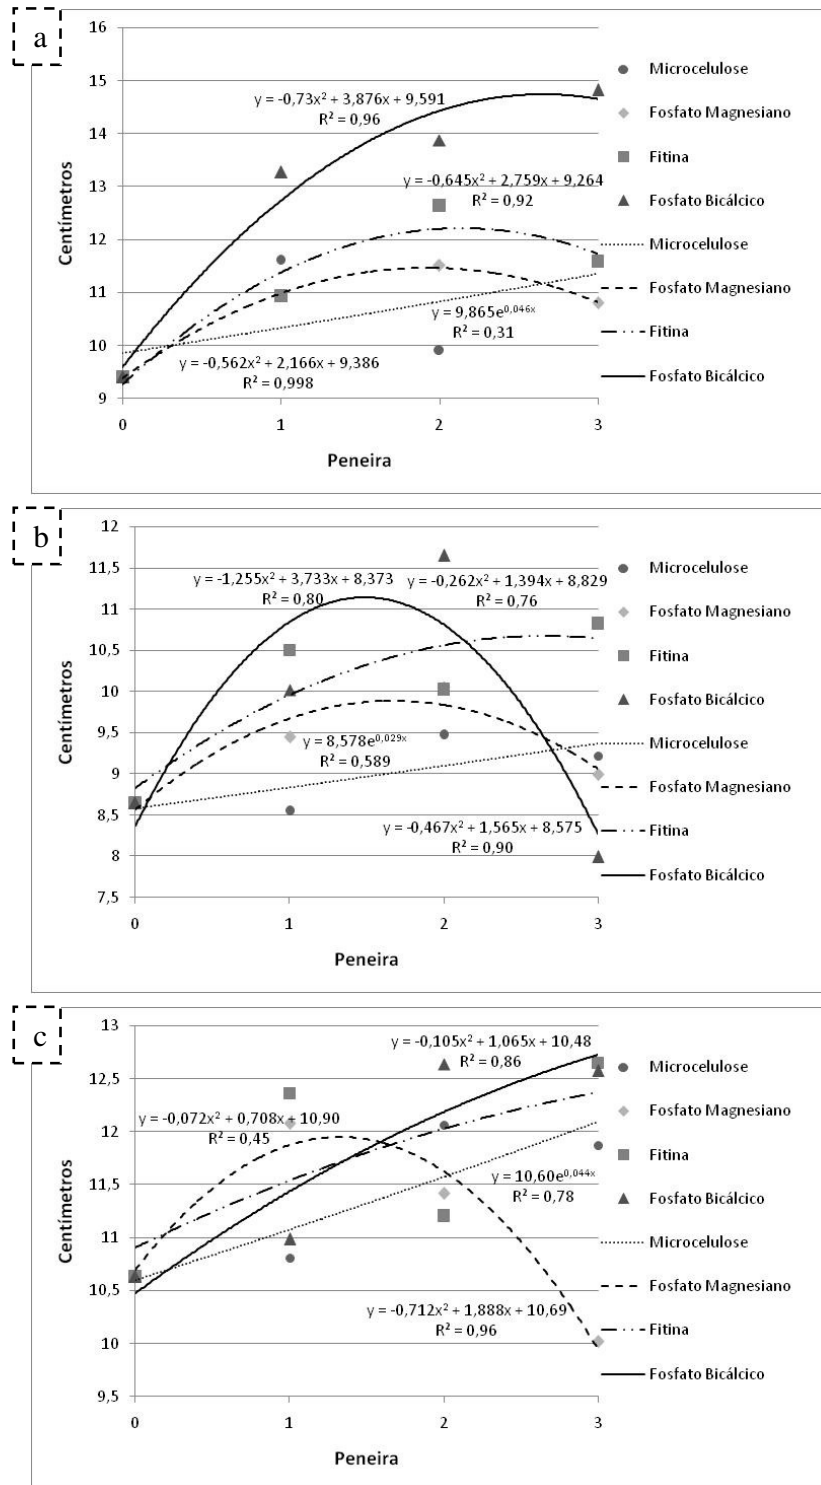 a
16
15
14
13
12
11
10
9
Centímetros
0
1
2
3
Peneira
y = -0,73x² + 3,876x + 9,591
R² = 0,96
y = -0,645x² + 2,759x + 9,264
R² = 0,92
y = 9,865e^0,046x
R² = 0,31
y = -0,562x² + 2,166x + 9,386
R² = 0,998
Microcelulose
Fosfato Magnesiano
Fitina
Fosfato Bicálcico
Microcelulose
Fosfato Magnesiano
Fitina
Fosfato Bicálcico
b
12
11,5
11
10,5
10
9,5
9
8,5
8
7,5
Centímetros
0
1
2
3
Peneira
y = -1,255x² + 3,733x + 8,373
R² = 0,80
y = -0,262x² + 1,394x + 8,829
R² = 0,76
y = 8,578e^0,029x
R² = 0,589
y = -0,467x² + 1,565x + 8,575
R² = 0,90
Microcelulose
Fosfato Magnesiano
Fitina
Fosfato Bicálcico
Microcelulose
Fosfato Magnesiano
Fitina
Fosfato Bicálcico
c
13
12,5
12
11,5
11
10,5
10
9,5
Centímetros
0
1
2
3
Peneira
y = -0,105x² + 1,065x + 10,48
R² = 0,86
y = -0,072x² + 0,708x + 10,90
R² = 0,45
y = 10,60e^0,044x
R² = 0,78
y = -0,712x² + 1,888x + 10,69
R² = 0,96
Microcelulose
Fosfato Magnesiano
Fitina
Fosfato Bicálcico
Microcelulose
Fosfato Magnesiano
Fitina
Fosfato Bicálcico